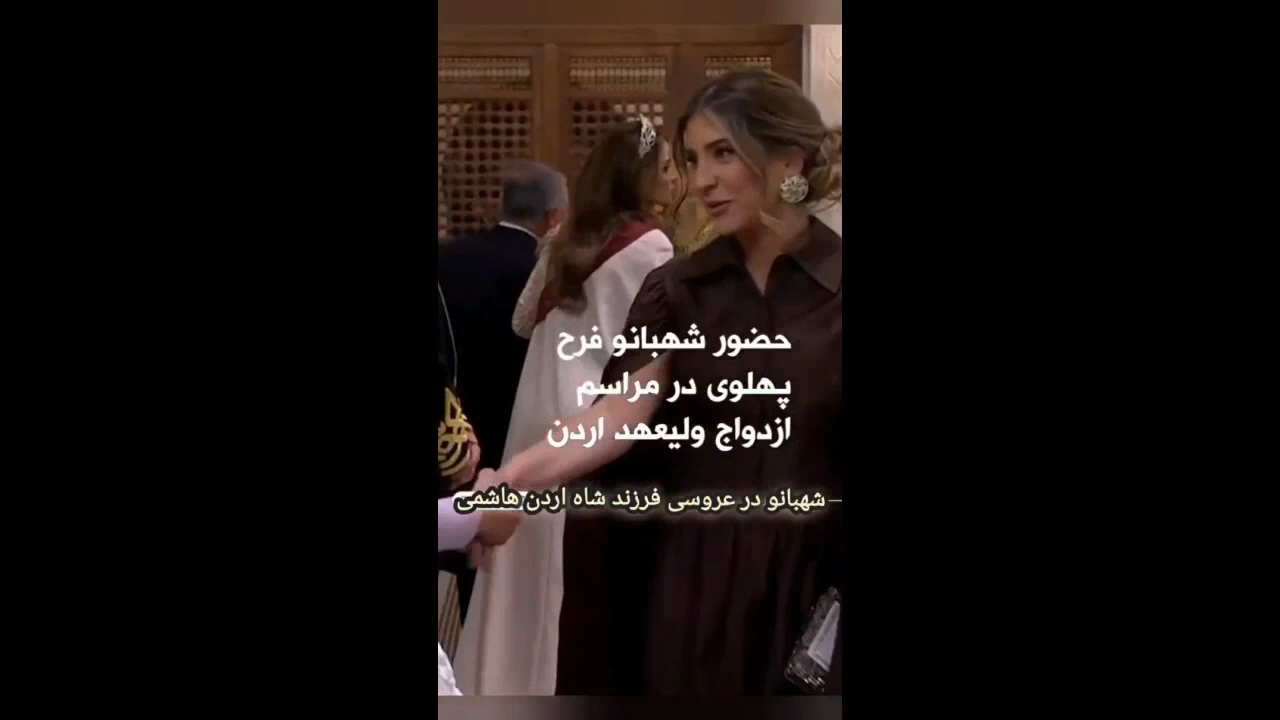 حضور شهبانو فرح
پهلوی در مراسم
ازدواج ولیعهد اردن
شهبانو در عروسی فرزند شاه اردن هاشمی–